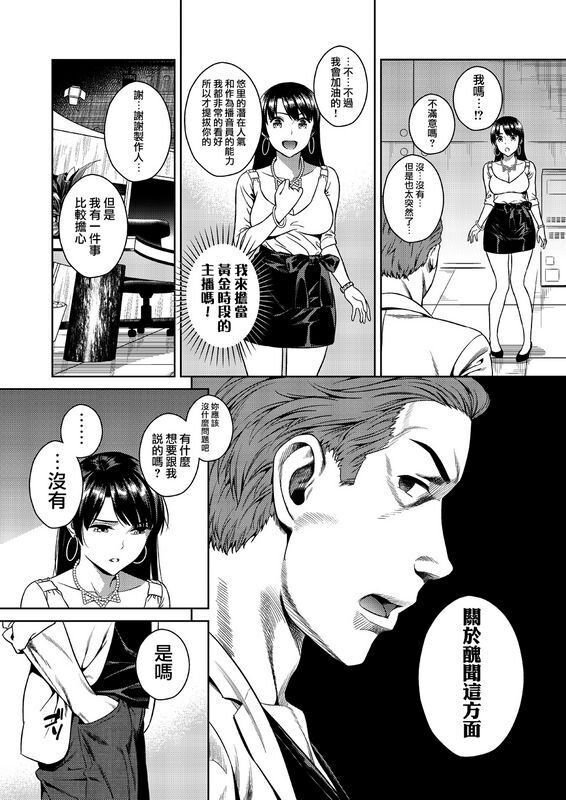 我嗎…!?
不滿意嗎?
沒…沒有…
但是也太突然了…
…不…不過
我會加油的!
悠里的潛在人氣
和作為播音員的能力
我都非常的看好
所以才提拔你的
我來擔當
黃金時段的
主播嗎!
謝…謝謝製作人…
但是
我有一件事
比較擔心
關於醜聞這方面
妳應該
沒什麼問題吧
有什麼
想要跟我
說的嗎?
……
…沒有
是嗎